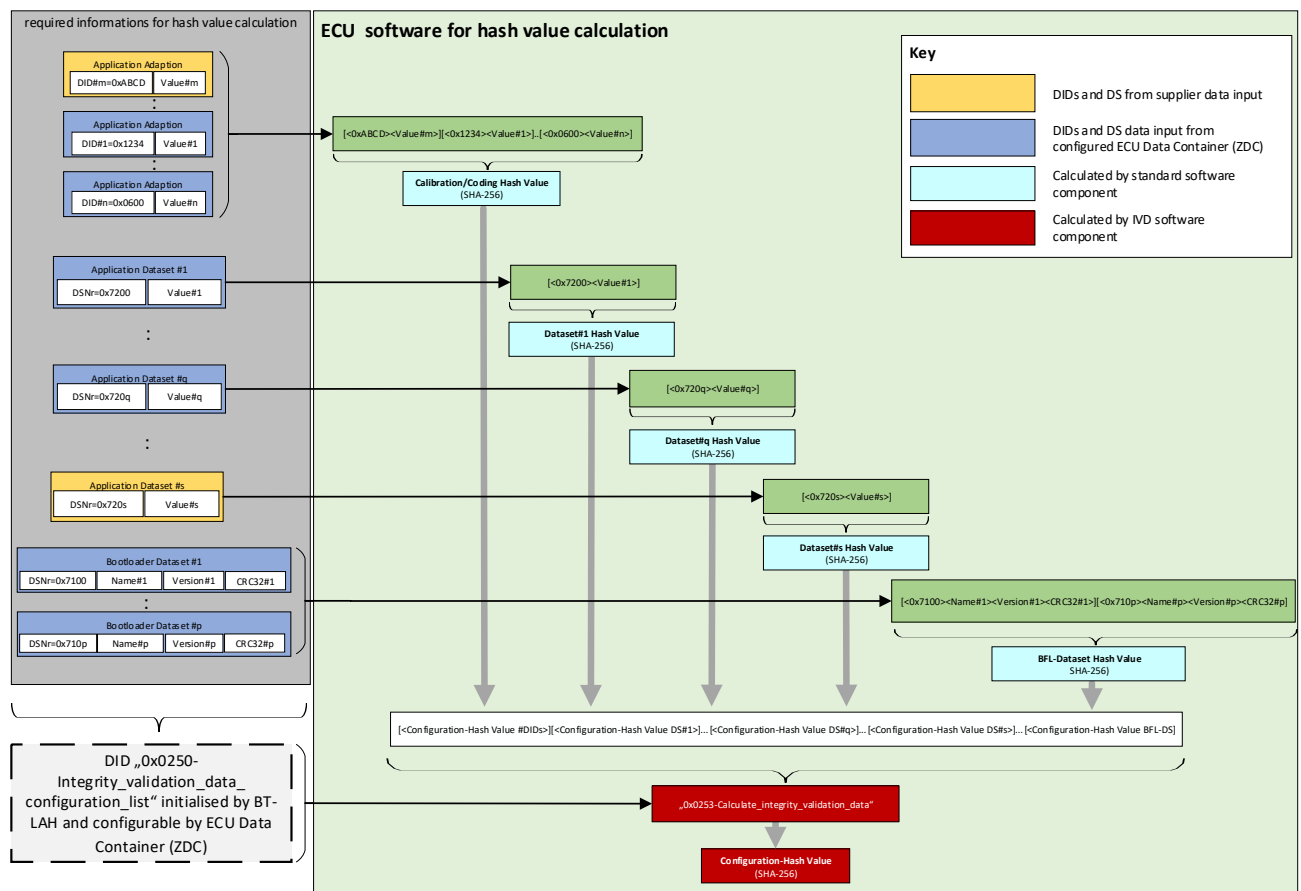 required informations for hash value calculation
Application Adaption
DID#m=0xABCD
Value#m
:
Application Adaption
DID#1=0x1234
Value#1
:
Application Adaption
DID#n=0x0600
Value#n
Application Dataset #1
DSNr=0x7200
Value#1
:
Application Dataset #q
DSNr=0x720q
Value#q
:
Application Dataset #s
DSNr=0x720s
Value#s
Bootloader Dataset #1
DSNr=0x7100
Name#1
Version#1
CRC32#1
:
Bootloader Dataset #p
DSNr=0x710p
Name#p
Version#p
CRC32#p
DID „0x0250-
Integrity_validation_data_
configuration_list“ initialised by BT-
LAH and configurable by ECU Data
Container (ZDC)
ECU software for hash value calculation
Key
DIDs and DS from supplier data input
DIDs and DS data input from
configured ECU Data Container (ZDC)
Calculated by standard software
component
Calculated by IVD software
component
[<0xABCD><Value#m>][<0x1234><Value#1>]..[<0x0600><Value#n>]
Calibration/Coding Hash Value
(SHA-256)
[<0x7200><Value#1>]
Dataset#1 Hash Value
(SHA-256)
[<0x720q><Value#q>]
Dataset#q Hash Value
(SHA-256)
[<0x720s><Value#s>]
Dataset#s Hash Value
(SHA-256)
[<0x7100><Name#1><Version#1><CRC32#1>][<0x710p><Name#p><Version#p><CRC32#p]
BFL-Dataset Hash Value
SHA-256)
[<Configuration-Hash Value #DIDs>][<Configuration-Hash Value DS#1]... [<Configuration-Hash Value DS#q>]... [<Configuration-Hash Value DS#s>]... [<Configuration-Hash Value BFL-DS]
„0x0253-Calculate_integrity_validation_data“
Configuration-Hash Value
(SHA-256)